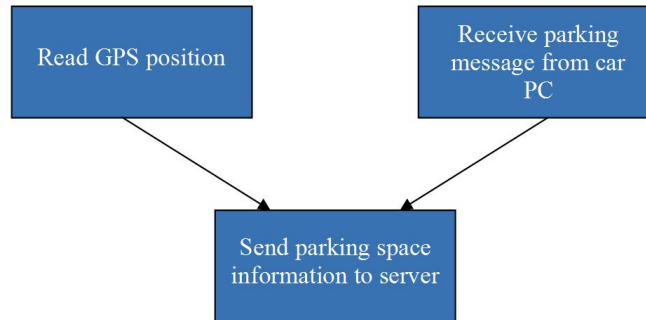 Read GPS position
Receive parking
message from car
PC
Send parking space
information to server